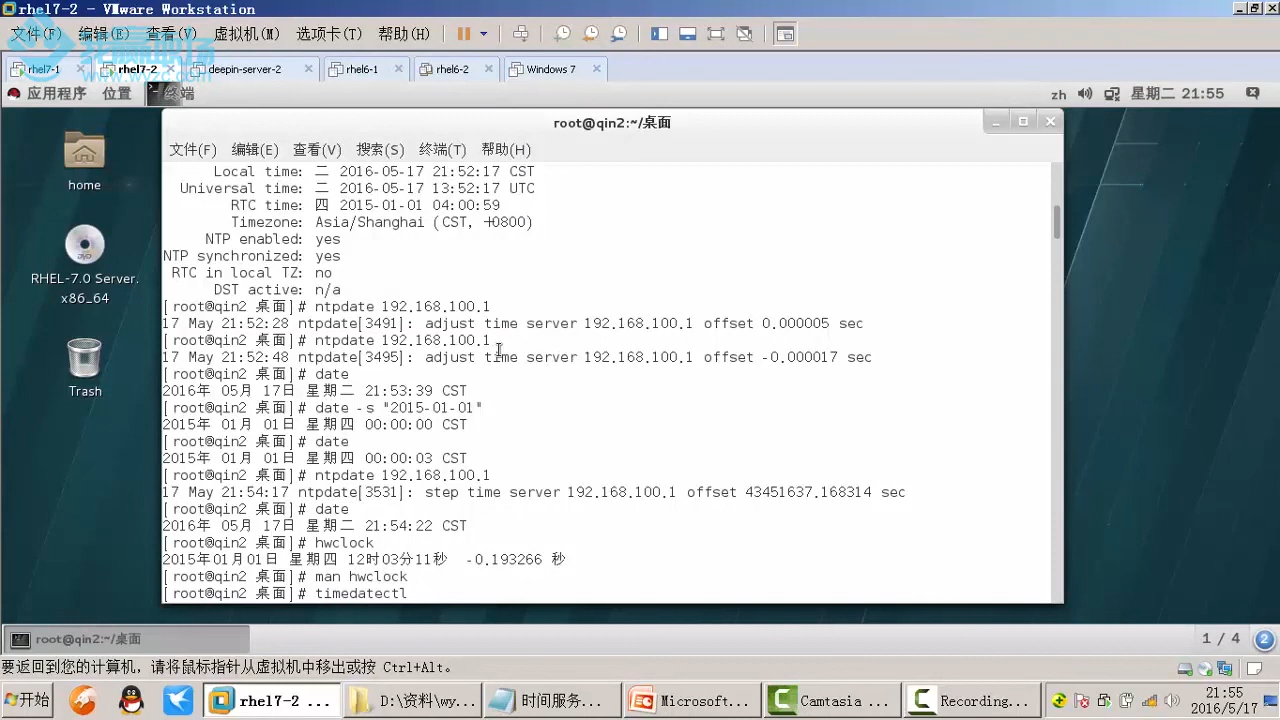 rhel7-2 - VMware Workstation
文件(F) 编辑(E) 查看(V) 虚拟机(M) 选项卡(T) 帮助(H)
www.wyzc.com
rhel7-1 rhel7-2 deepin-server-2 rhel6-1 rhel6-2 Windows 7
应用程序 位置 终端 zh 星期二 21:55
root@qin2:~/桌面
文件(F) 编辑(E) 查看(V) 搜索(S) 终端(T) 帮助(H)
home
RHEL-7.0 Server.
x86_64
Trash
Local time: 二 2016-05-17 21:52:17 CST
Universal time: 二 2016-05-17 13:52:17 UTC
RTC time: 四 2015-01-01 04:00:59
Timezone: Asia/Shanghai (CST, +0800)
NTP enabled: yes
NTP synchronized: yes
RTC in local TZ: no
DST active: n/a
[root@qin2 桌面]# ntpdate 192.168.100.1
17 May 21:52:28 ntpdate[3491]: adjust time server 192.168.100.1 offset 0.000005 sec
[root@qin2 桌面]# ntpdate 192.168.100.1
17 May 21:52:48 ntpdate[3495]: adjust time server 192.168.100.1 offset -0.000017 sec
[root@qin2 桌面]# date
2016年 05月 17日 星期二 21:53:39 CST
[root@qin2 桌面]# date -s "2015-01-01"
2015年 01月 01日 星期四 00:00:00 CST
[root@qin2 桌面]# date
2015年 01月 01日 星期四 00:00:03 CST
[root@qin2 桌面]# ntpdate 192.168.100.1
17 May 21:54:17 ntpdate[3531]: step time server 192.168.100.1 offset 43451637.168314 sec
[root@qin2 桌面]# date
2016年 05月 17日 星期二 21:54:22 CST
[root@qin2 桌面]# hwclock
2015年01月01日 星期四 12时03分11秒 -0.193266 秒
[root@qin2 桌面]# man hwclock
[root@qin2 桌面]# timedatectl
root@qin2:~/桌面 1 / 4 2
要返回到您的计算机，请将鼠标指针从虚拟机中移出或按 Ctrl+Alt。
开始 rhel7-2 ... D:\资料\wy... 时间服务... Microsoft... Camtasia ... Recording... 21:55
2016/5/17